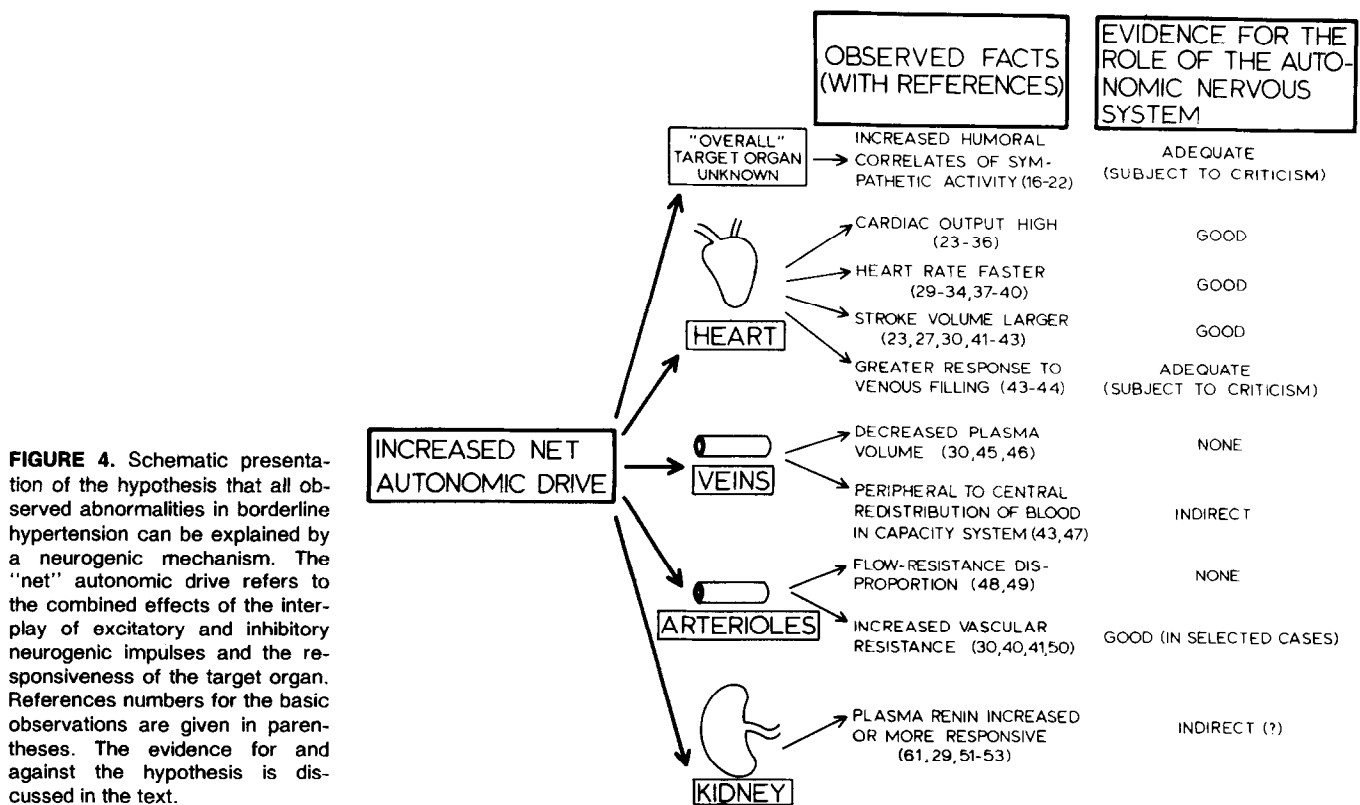 OBSERVED FACTS
(WITH REFERENCES)
EVIDENCE FOR THE
ROLE OF THE AUTO-
NOMIC NERVOUS
SYSTEM
"OVERALL"
TARGET ORGAN
UNKNOWN
INCREASED HUMORAL
CORRELATES OF SYM-
PATHETIC ACTIVITY (16-22)
ADEQUATE
(SUBJECT TO CRITICISM)
HEART
CARDIAC OUTPUT HIGH
(23-36)
GOOD
HEART RATE FASTER
(29-34,37-40)
GOOD
STROKE VOLUME LARGER
(23,27,30,41-43)
GOOD
GREATER RESPONSE TO
VENOUS FILLING (43-44)
ADEQUATE
(SUBJECT TO CRITICISM)
INCREASED NET
AUTONOMIC DRIVE
VEINS
DECREASED PLASMA
VOLUME (30,45,46)
NONE
PERIPHERAL TO CENTRAL
REDISTRIBUTION OF BLOOD
IN CAPACITY SYSTEM (43,47)
INDIRECT
ARTERIOLES
FLOW-RESISTANCE DIS-
PROPORTION (48,49)
NONE
INCREASED VASCULAR
RESISTANCE (30,40,41,50)
GOOD (IN SELECTED CASES)
KIDNEY
PLASMA RENIN INCREASED
OR MORE RESPONSIVE
(61,29,51-53)
INDIRECT (?)
FIGURE 4. Schematic presenta-
tion of the hypothesis that all ob-
served abnormalities in borderline
hypertension can be explained by
a neurogenic mechanism. The
"net" autonomic drive refers to
the combined effects of the inter-
play of excitatory and inhibitory
neurogenic impulses and the re-
sponsiveness of the target organ.
References numbers for the basic
observations are given in paren-
theses. The evidence for and
against the hypothesis is dis-
cussed in the text.